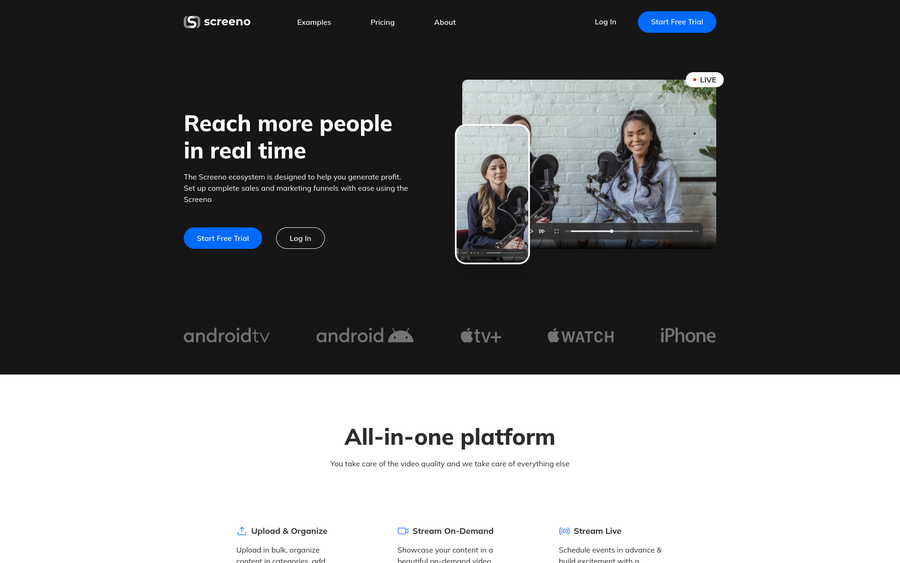 screeno
Examples
Pricing
About
Log In
Start Free Trial
LIVE
Reach more people
in real time
The Screeno ecosystem is designed to help you generate profit.
Set up complete sales and marketing funnels with ease using the
Screeno
Start Free Trial
Log In
androidtv
android
tv+
WATCH
iPhone
All-in-one platform
You take care of the video quality and we take care of everything else
Upload & Organize
Upload in bulk, organize
content in categories, add
Stream On-Demand
Showcase your content in a
beautiful on-demand video
Stream Live
Schedule events in advance &
build excitement with a